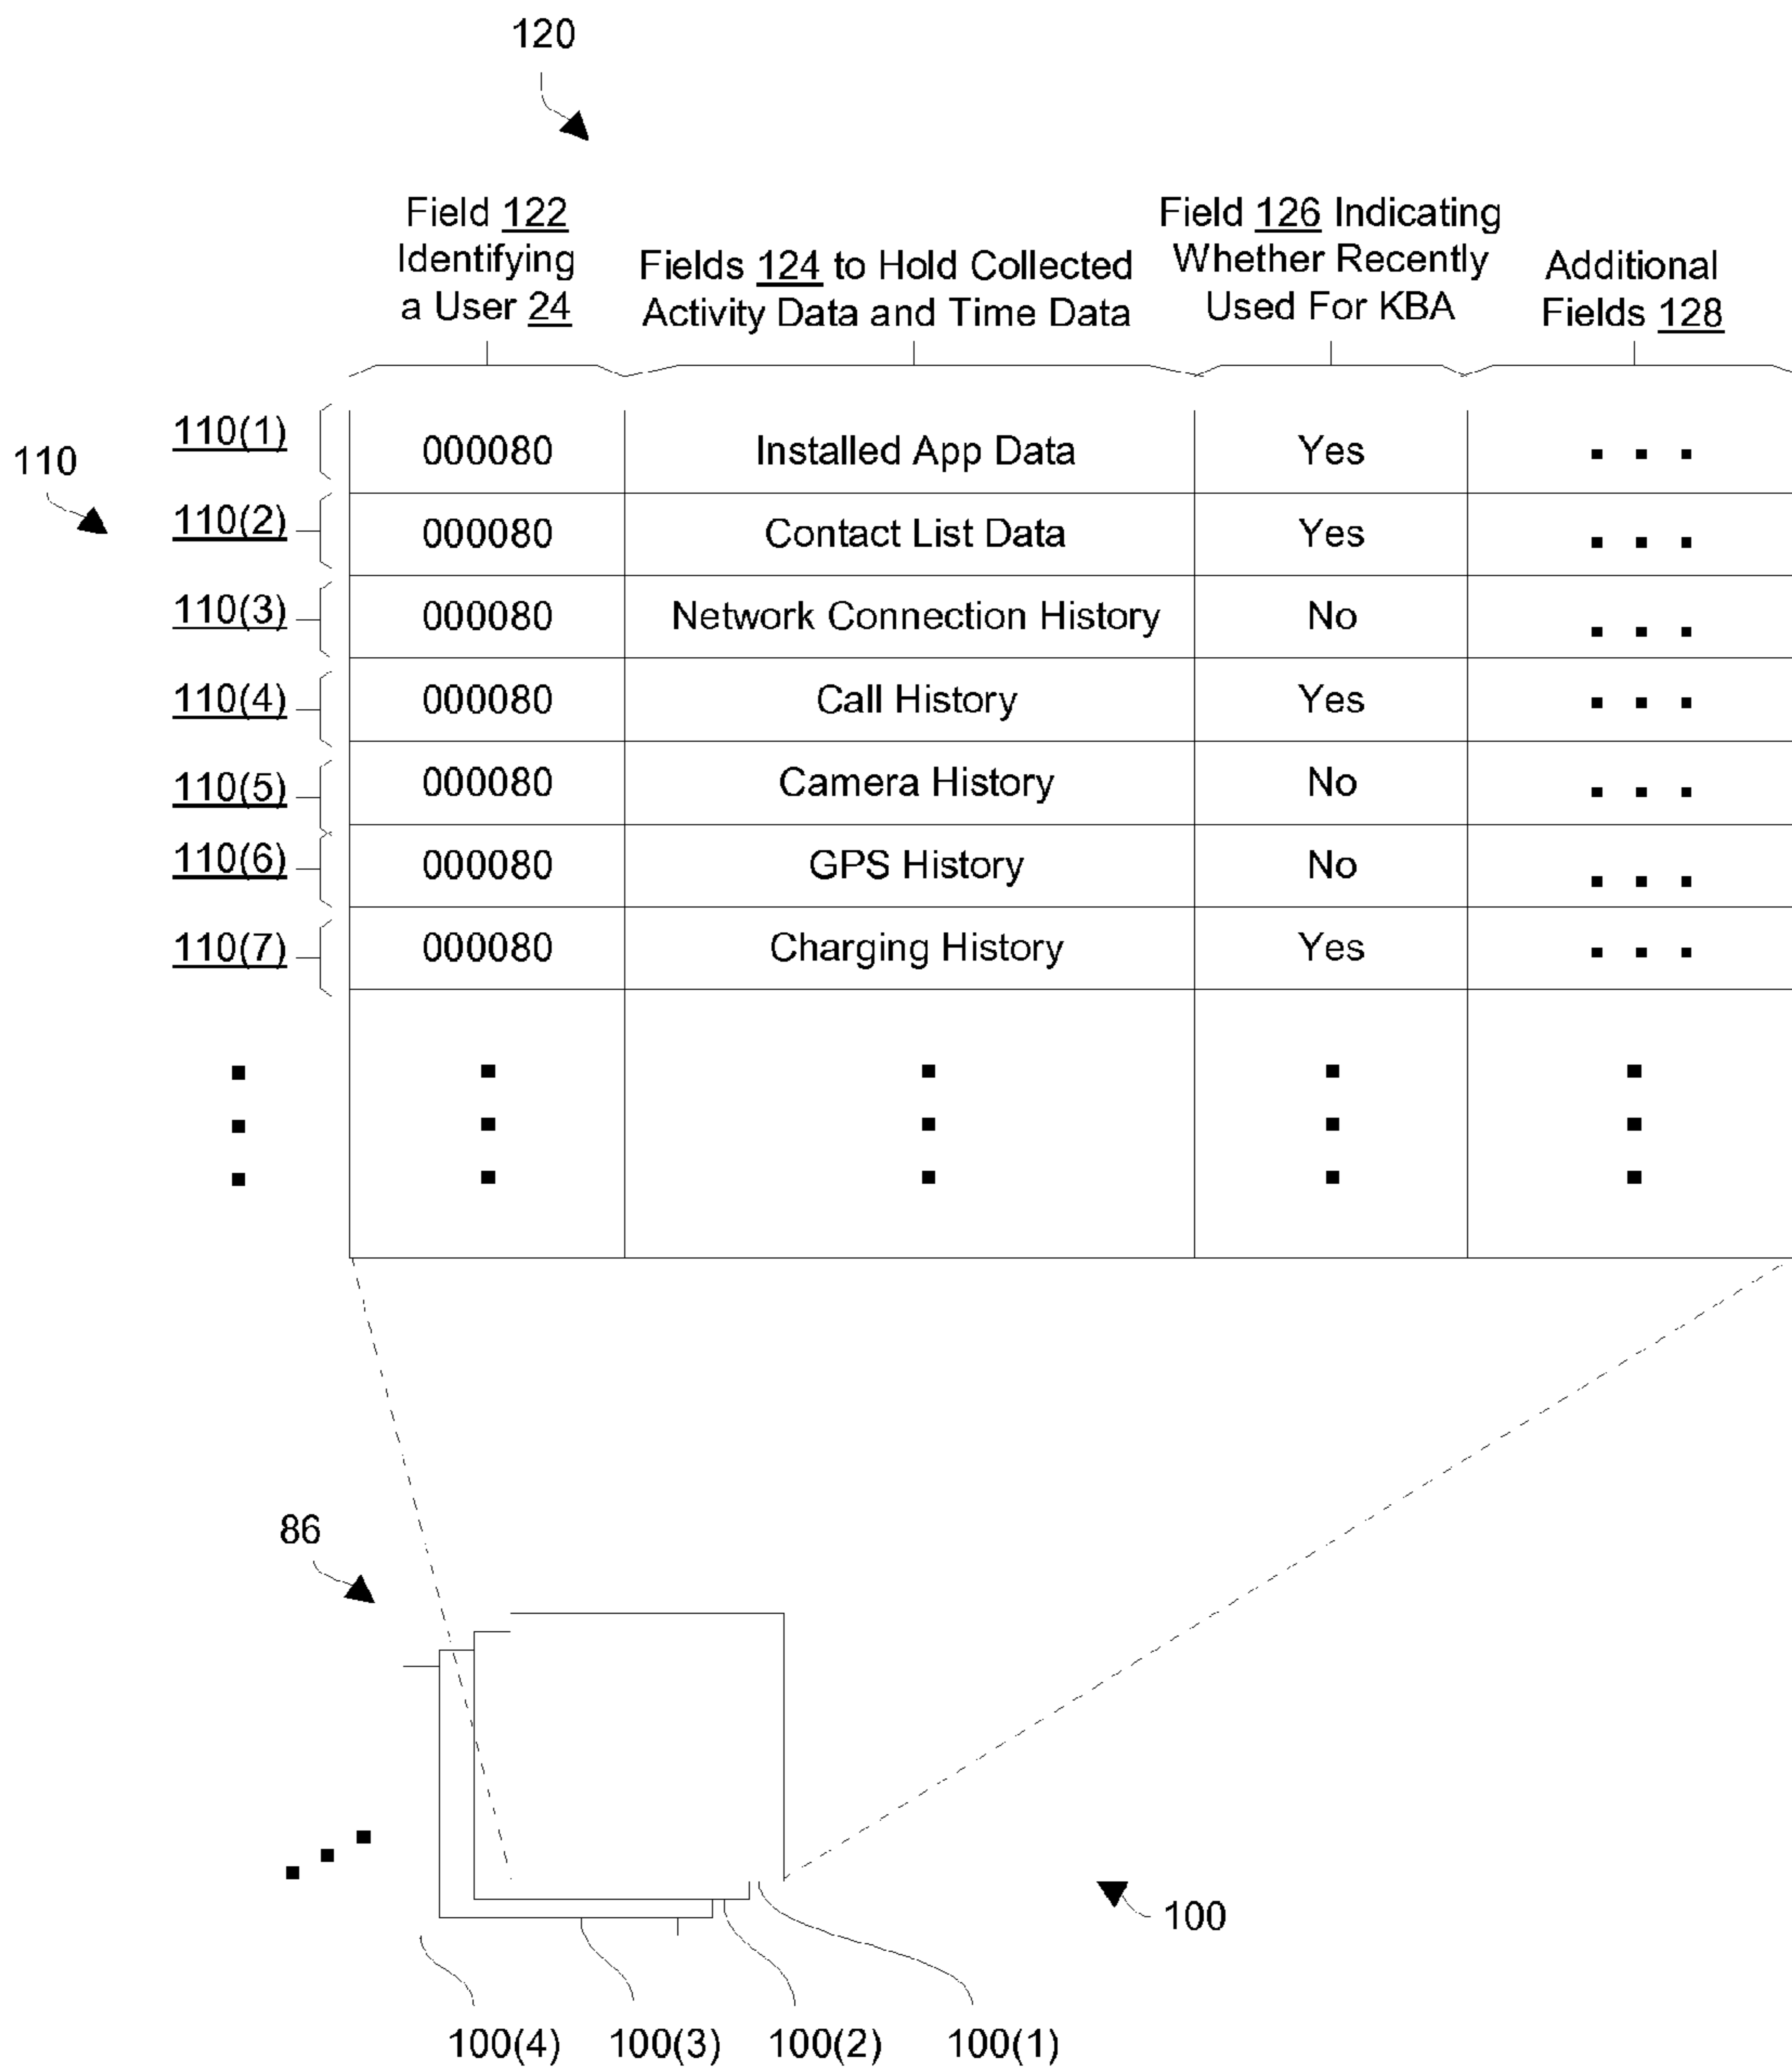 120
Field 122
Identifying
a User 24
Fields 124 to Hold Collected
Activity Data and Time Data
Field 126 Indicating
Whether Recently
Used For KBA
Additional
Fields 128
110
110(1) 000080 Installed App Data Yes
110(2) 000080 Contact List Data Yes
110(3) 000080 Network Connection History No
110(4) 000080 Call History Yes
110(5) 000080 Camera History No
110(6) 000080 GPS History No
110(7) 000080 Charging History Yes
86
100
100(4) 100(3) 100(2) 100(1)